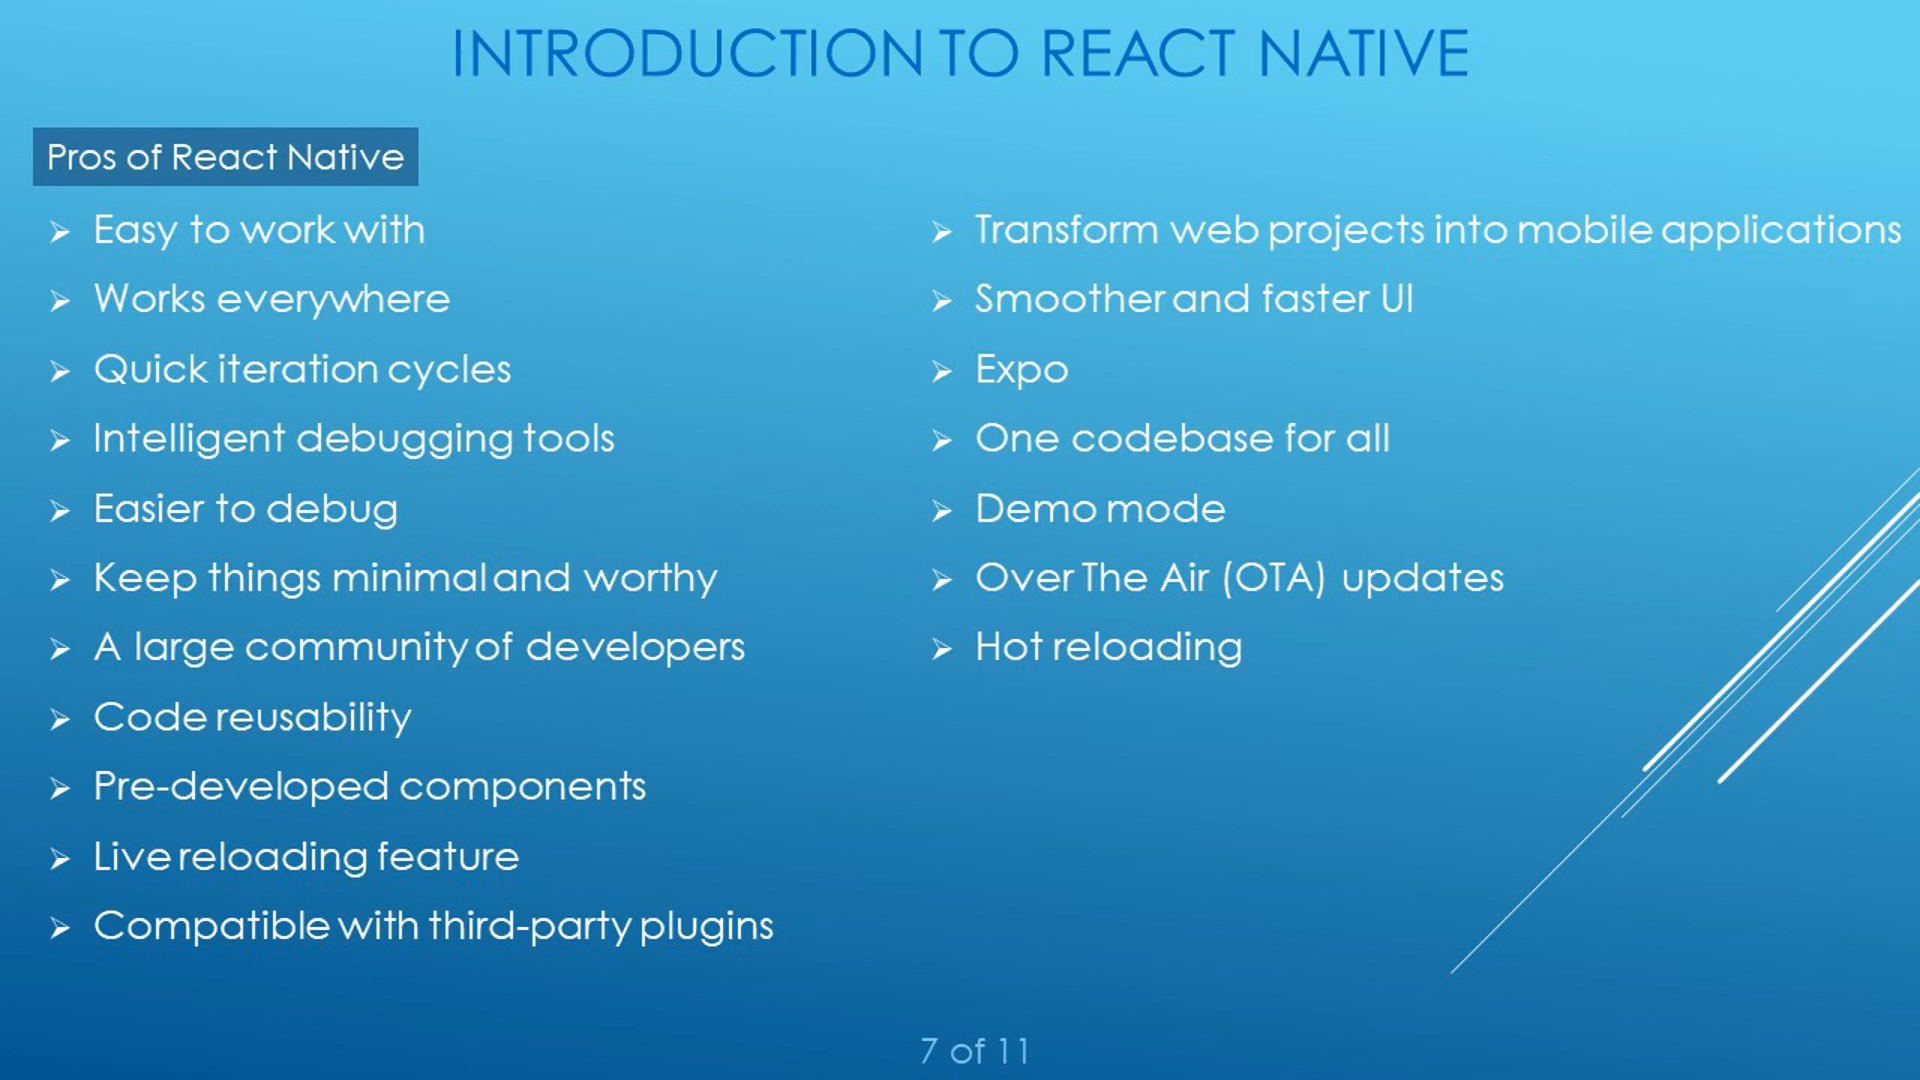 INTRODUCTION TO REACT NATIVE
Pros of React Native
Easy to work with
Works everywhere
Quick iteration cycles
Intelligent debugging tools
Easier to debug
Keep things minimal and worthy
A large community of developers
Code reusability
Pre-developed components
Live reloading feature
Compatible with third-party plugins
Transform web projects into mobile applications
Smoother and faster UI
Expo
One codebase for all
Demo mode
Over The Air (OTA) updates
Hot reloading
7 of 11